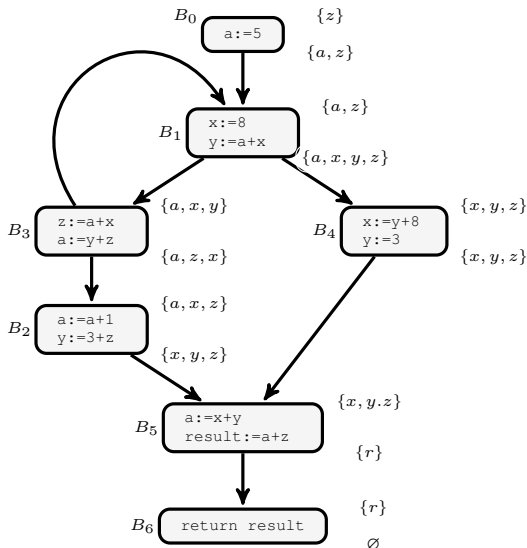 B₀
{z}
a:=5
{a, z}
{a, z}
B₁
x:=8
y:=a+x
{a, x, y, z}
{a, x, y}
{x, y, z}
B₃
z:=a+x
a:=y+z
B₄
x:=y+8
y:=3
{a, z, x}
{x, y, z}
{a, x, z}
B₂
a:=a+1
y:=3+z
{x, y, z}
{x, y.z}
B₅
a:=x+y
result:=a+z
{r}
{r}
B₆
return result
∅